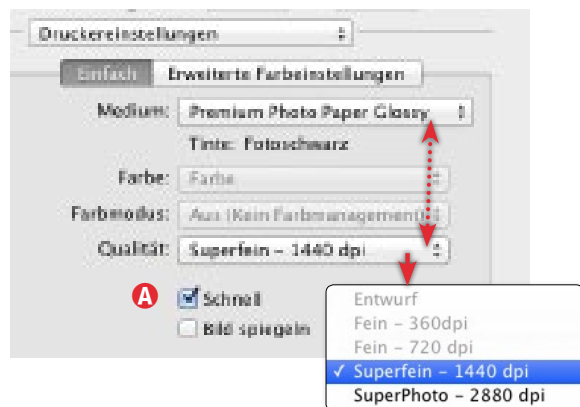 Druckereinstellungen
Einfach Erweiterte Farbeinstellungen
Medium: Premium Photo Paper Glossy
Tinte: Fotoschwarz
Farbe: Farbe
Farbmodus: Aus (Kein Farbmanagement)
Qualität: Superfein – 1440 dpi
A Schnell
Bild spiegeln
Entwurf
Fein – 360dpi
Fein – 720 dpi
✓ Superfein – 1440 dpi
SuperPhoto – 2880 dpi